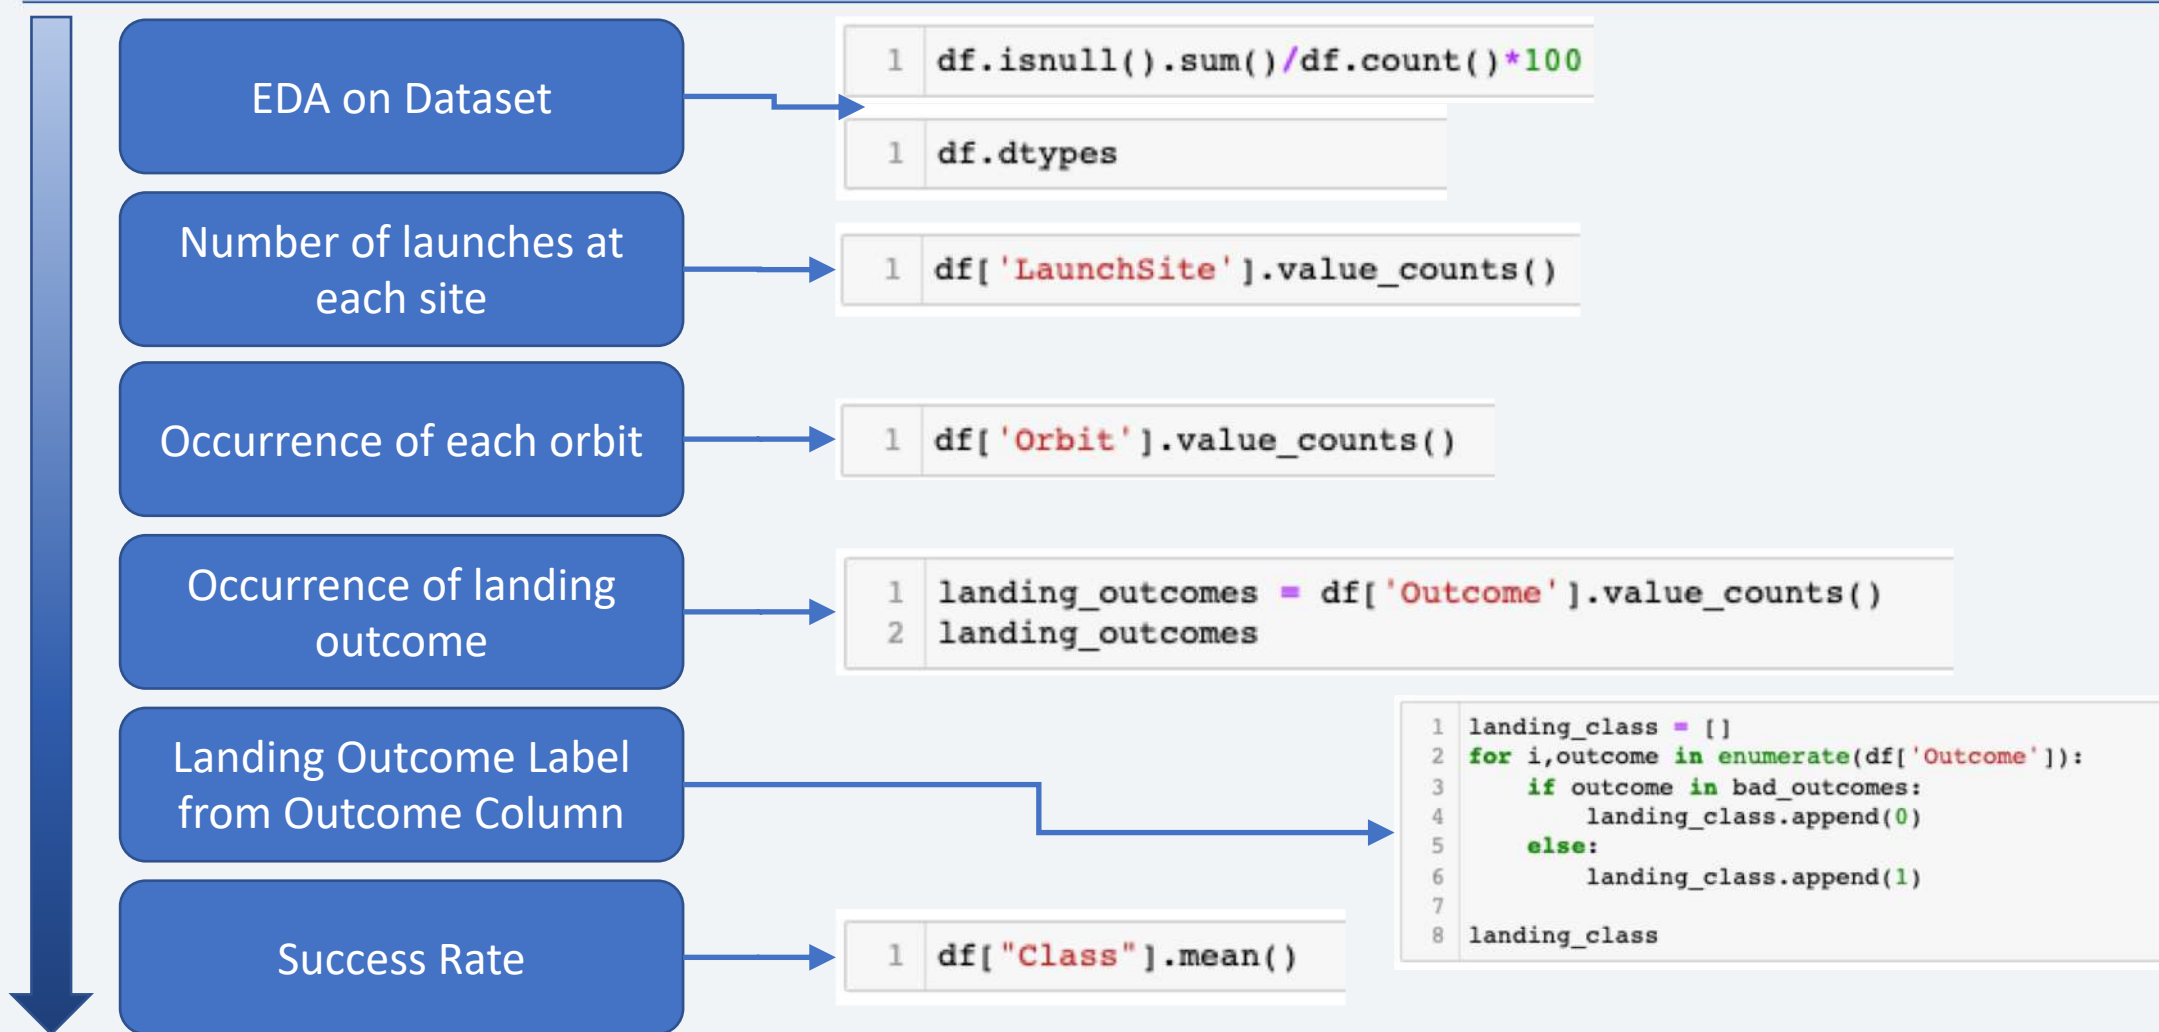 EDA on Dataset
1 df.isnull().sum()/df.count()*100
1 df.dtypes
Number of launches at
each site
1 df['LaunchSite'].value_counts()
Occurrence of each orbit
1 df['Orbit'].value_counts()
Occurrence of landing
outcome
1 landing_outcomes = df['Outcome'].value_counts()
2 landing_outcomes
Landing Outcome Label
from Outcome Column
1 landing_class = []
2 for i,outcome in enumerate(df['Outcome']):
3     if outcome in bad_outcomes:
4         landing_class.append(0)
5     else:
6         landing_class.append(1)
7
8 landing_class
Success Rate
1 df["Class"].mean()